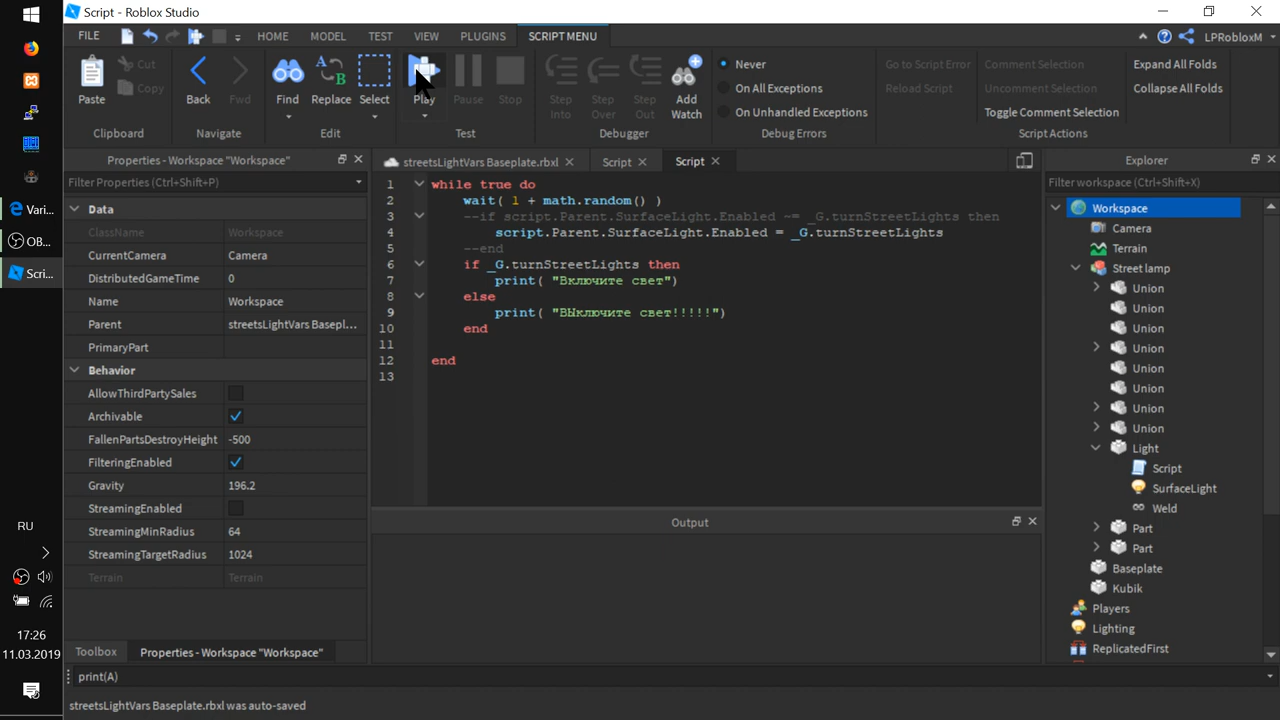 Script - Roblox Studio
FILE
HOME
MODEL
TEST
VIEW
PLUGINS
SCRIPT MENU
LPRobloxM
Paste
Cut
Copy
Clipboard
Back
Fwd
Navigate
Find
Replace
Select
Edit
Play
Pause
Stop
Test
Step Into
Step Over
Step Out
Add Watch
Debugger
Never
On All Exceptions
On Unhandled Exceptions
Debug Errors
Go to Script Error
Reload Script
Comment Selection
Uncomment Selection
Toggle Comment Selection
Expand All Folds
Collapse All Folds
Script Actions
Properties - Workspace "Workspace"
Filter Properties (Ctrl+Shift+P)
Data
ClassName Workspace
CurrentCamera Camera
DistributedGameTime 0
Name Workspace
Parent streetsLightVars Basepl...
PrimaryPart
Behavior
AllowThirdPartySales
Archivable
FallenPartsDestroyHeight -500
FilteringEnabled
Gravity 196.2
StreamingEnabled
StreamingMinRadius 64
StreamingTargetRadius 1024
Terrain Terrain
Toolbox
Properties - Workspace "Workspace"
streetsLightVars Baseplate.rbxl
Script
Script
1 while true do
2 wait( 1 + math.random() )
3 --if script.Parent.SurfaceLight.Enabled ~= _G.turnStreetLights then
4 script.Parent.SurfaceLight.Enabled = _G.turnStreetLights
5 --end
6 if _G.turnStreetLights then
7 print( "Включите свет")
8 else
9 print( "ВЫключите свет!!!!!")
10 end
11
12 end
13
Output
Explorer
Filter workspace (Ctrl+Shift+X)
Workspace
Camera
Terrain
Street lamp
Union
Union
Union
Union
Union
Union
Union
Union
Light
Script
SurfaceLight
Weld
Part
Part
Baseplate
Kubik
Players
Lighting
ReplicatedFirst
print(A)
streetsLightVars Baseplate.rbxl was auto-saved
Vari...
OB...
Scri...
RU
17:26
11.03.2019